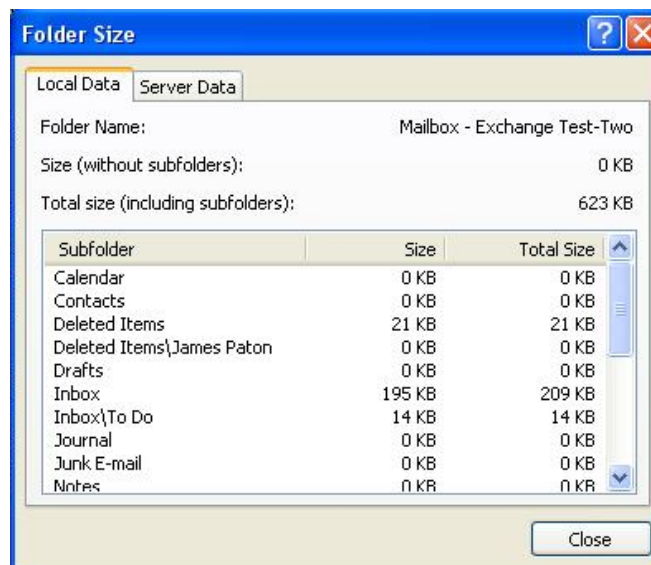 Folder Size
Local Data Server Data
Folder Name: Mailbox - Exchange Test-Two
Size (without subfolders): 0 KB
Total size (including subfolders): 623 KB
Subfolder Size Total Size
Calendar 0 KB 0 KB
Contacts 0 KB 0 KB
Deleted Items 21 KB 21 KB
Deleted Items\James Paton 0 KB 0 KB
Drafts 0 KB 0 KB
Inbox 195 KB 209 KB
Inbox\To Do 14 KB 14 KB
Journal 0 KB 0 KB
Junk E-mail 0 KB 0 KB
Notes 0 KB 0 KB
Close